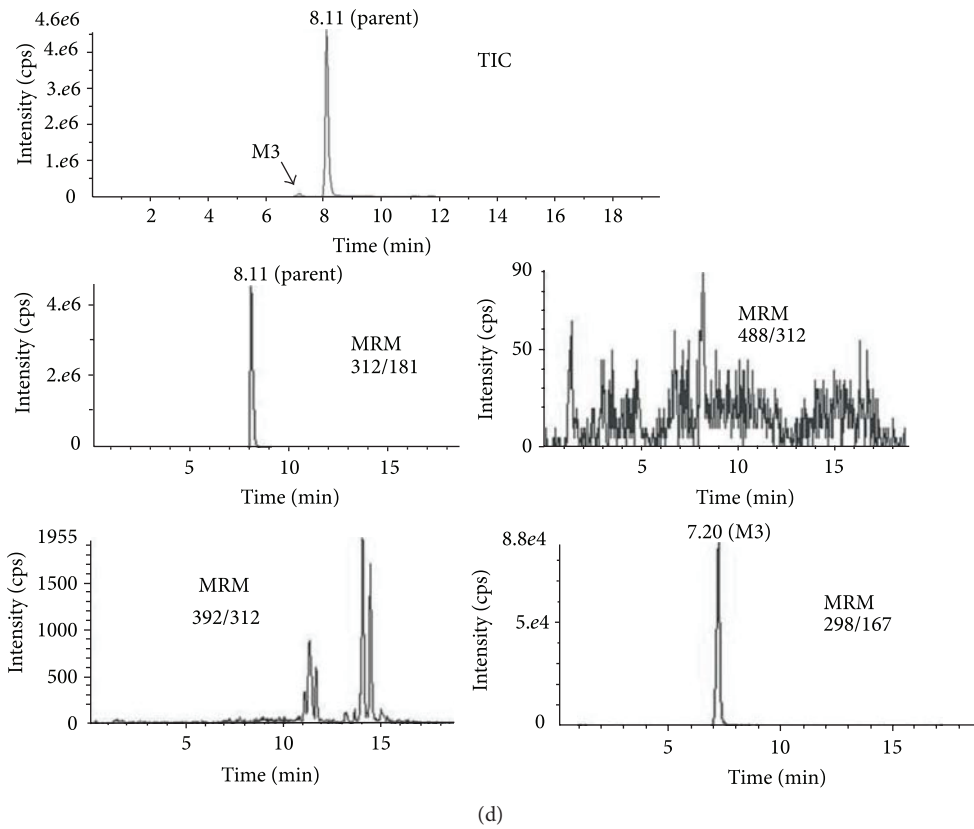 4.6e6
8.11 (parent)
4.e6
3.e6
2.e6
1.e6
0
Intensity (cps)
TIC
M3
2 4 6 8 10 12 14 16 18
Time (min)
8.11 (parent)
4.e6
2.e6
0
Intensity (cps)
MRM
312/181
5 10 15
Time (min)
90
50
0
Intensity (cps)
MRM
488/312
5 10 15
Time (min)
1955
1500
1000
500
0
Intensity (cps)
MRM
392/312
5 10 15
Time (min)
7.20 (M3)
8.8e4
5.e4
0
Intensity (cps)
MRM
298/167
5 10 15
Time (min)
(d)